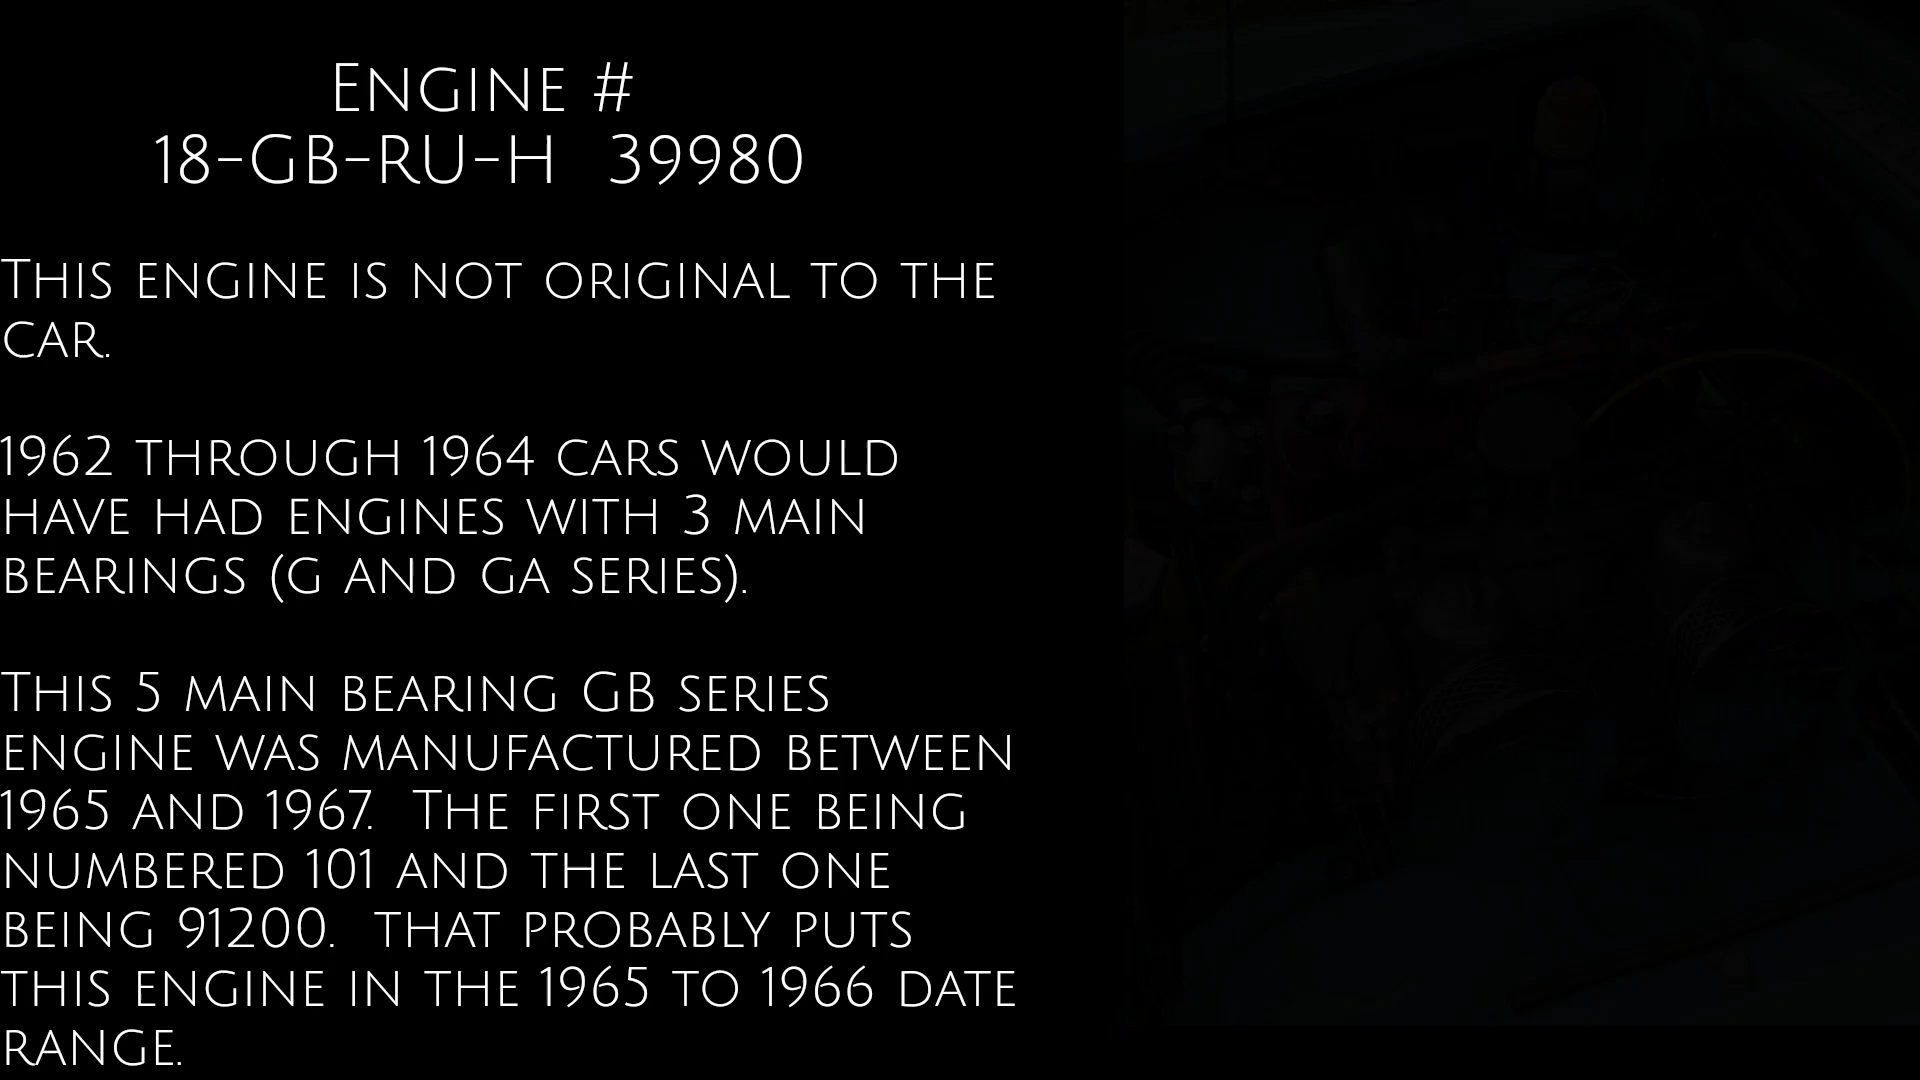 Engine #
18-GB-RU-H 39980
This engine is not original to the
car.
1962 through 1964 cars would
have had engines with 3 main
bearings (G and GA series).
This 5 main bearing GB series
engine was manufactured between
1965 and 1967. The first one being
numbered 101 and the last one
being 91200. that probably puts
this engine in the 1965 to 1966 date
range.